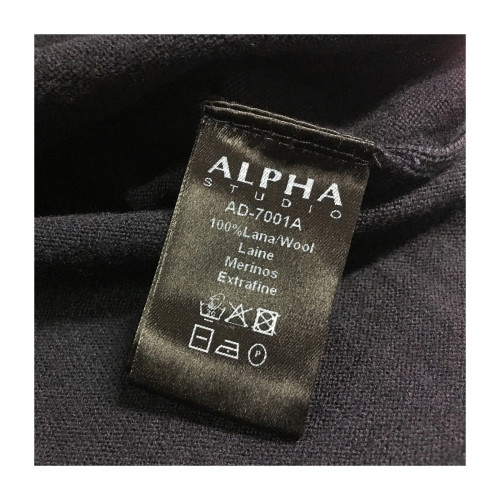 ALPHA
STUDIO
AD-7001A
100%Lana/Wool
Laine
Merinos
Extrafine
P